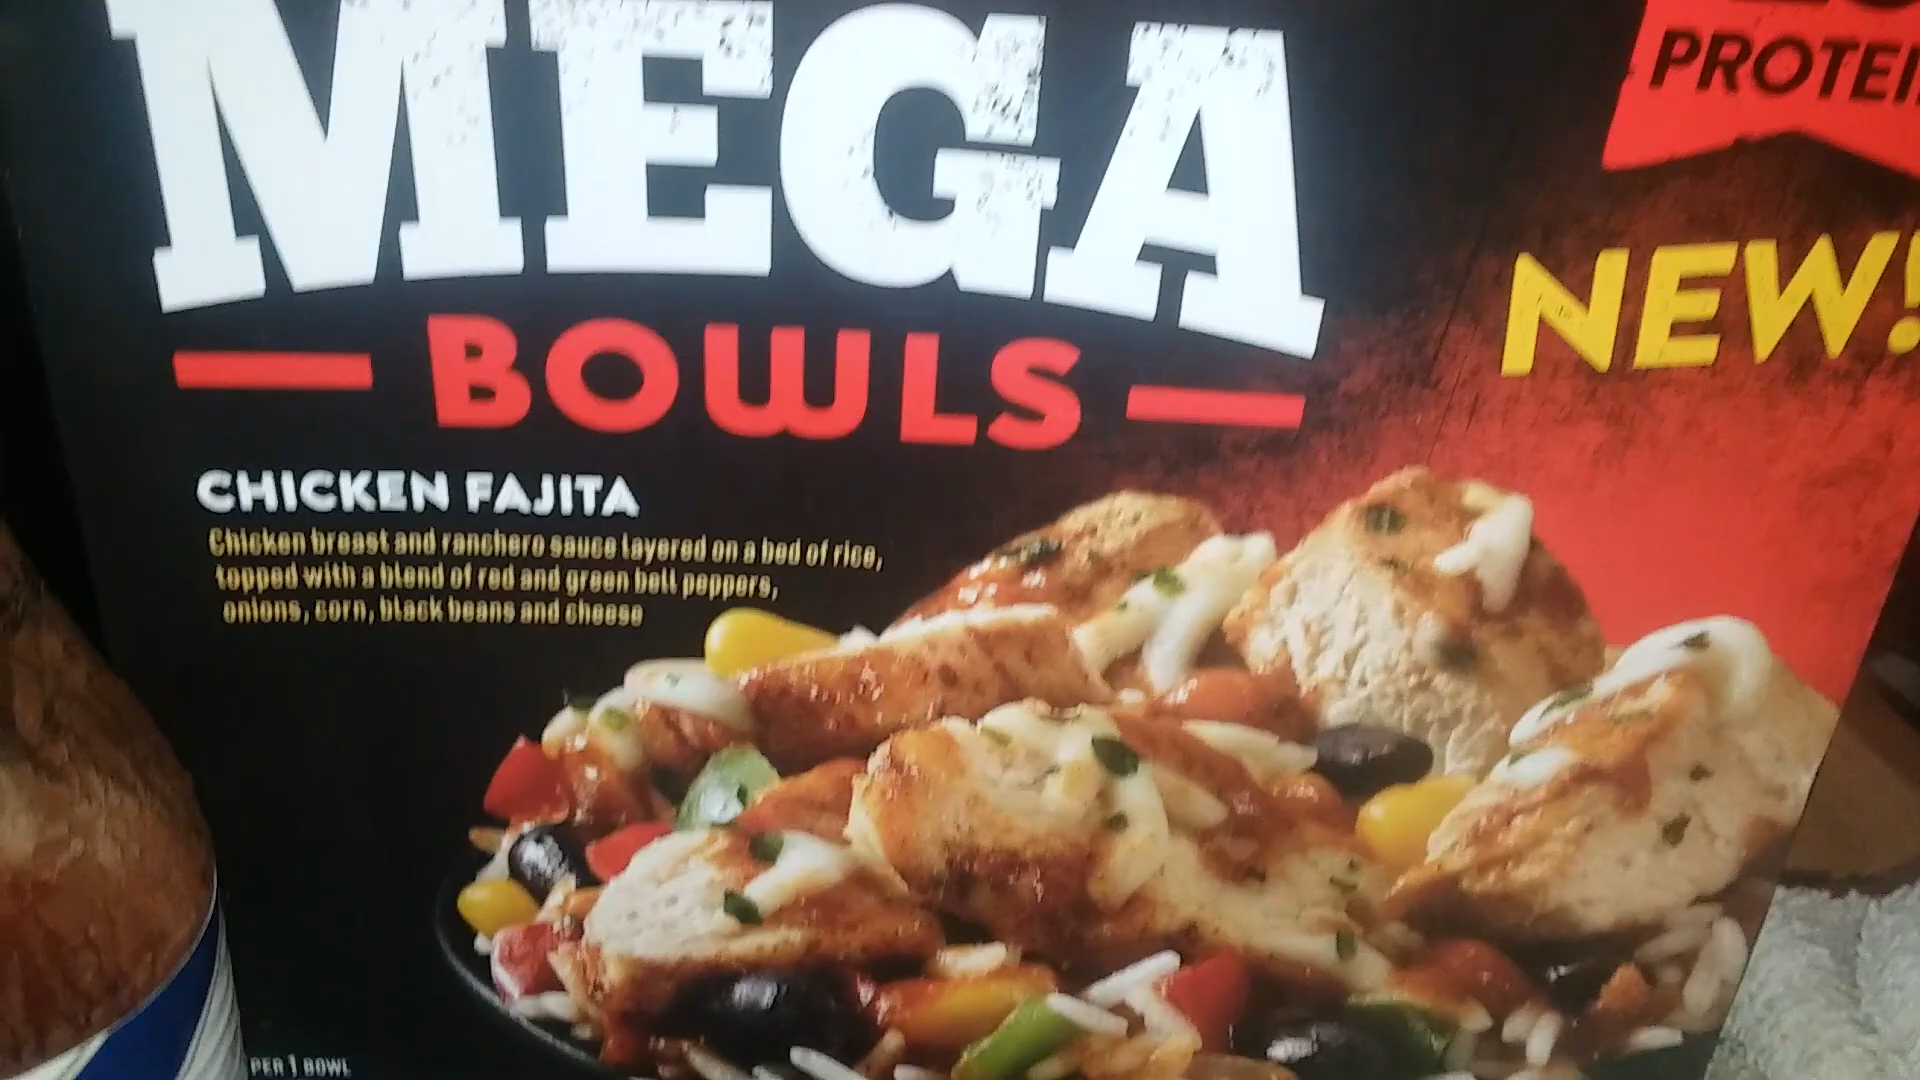 MEGA
BOWLS
PROTEIN
NEW!
CHICKEN FAJITA
Chicken breast and ranchero sauce layered on a bed of rice,
topped with a blend of red and green bell peppers,
onions, corn, black beans and cheese
PER 1 BOWL